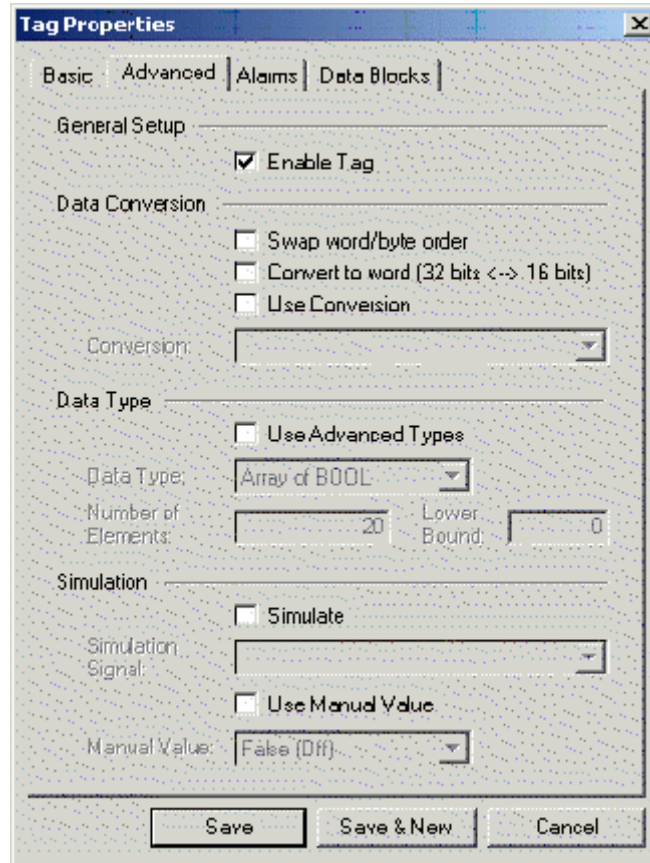 Tag Properties
Basic Advanced Alarms Data Blocks
General Setup
Enable Tag
Data Conversion
Swap word/byte order
Convert to word (32 bits <--> 16 bits)
Use Conversion
Conversion:
Data Type
Use Advanced Types
Data Type: Array of BOOL
Number of Elements: 20 Lower Bound: 0
Simulation
Simulate
Simulation Signal:
Use Manual Value
Manual Value: False (Off)
Save Save & New Cancel